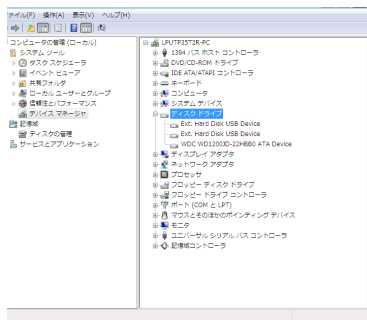 ァイル(F) 操作(A) 表示(V) ヘルプ(H)
コンピュータの管理 (ローカル)
システム ツール
タスク スケジューラ
イベント ビューア
共有フォルダ
ローカル ユーザーとグループ
信頼性とパフォーマンス
デバイス マネージャ
記憶域
ディスクの管理
サービスとアプリケーション
LPUTP35T2R-PC
1394 バス ホスト コントローラ
DVD/CD-ROM ドライブ
IDE ATA/ATAPI コントローラ
キーボード
コンピュータ
システム デバイス
ディスク ドライブ
Ext. Hard Disk USB Device
Ext. Hard Disk USB Device
WDC WD1200JD-22HBB0 ATA Device
ディスプレイ アダプタ
ネットワーク アダプタ
プロセッサ
フロッピー ディスク ドライブ
フロッピー ドライブ コントローラ
ポート (COM と LPT)
マウスとそのほかのポインティング デバイス
モニタ
ユニバーサル シリアル バス コントローラ
記憶域コントローラ